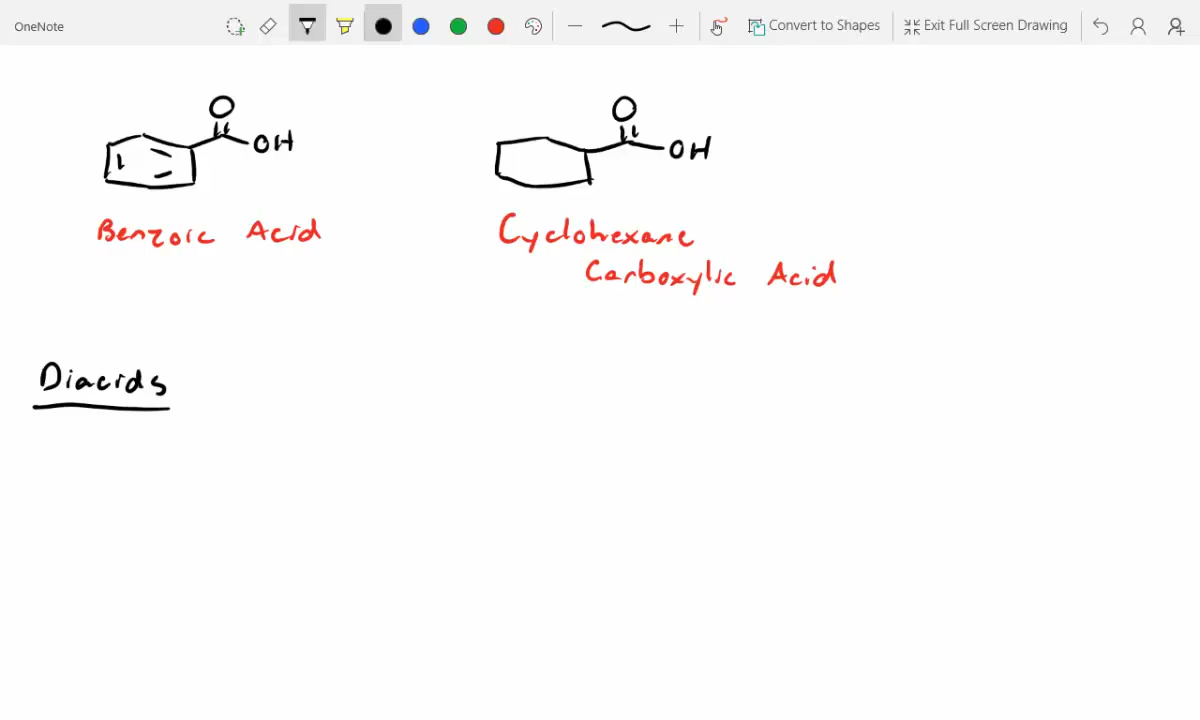 OneNote
Convert to Shapes
Exit Full Screen Drawing
O
OH
O
OH
Benzoic Acid
Cyclohexane
Carboxylic Acid
Diacids